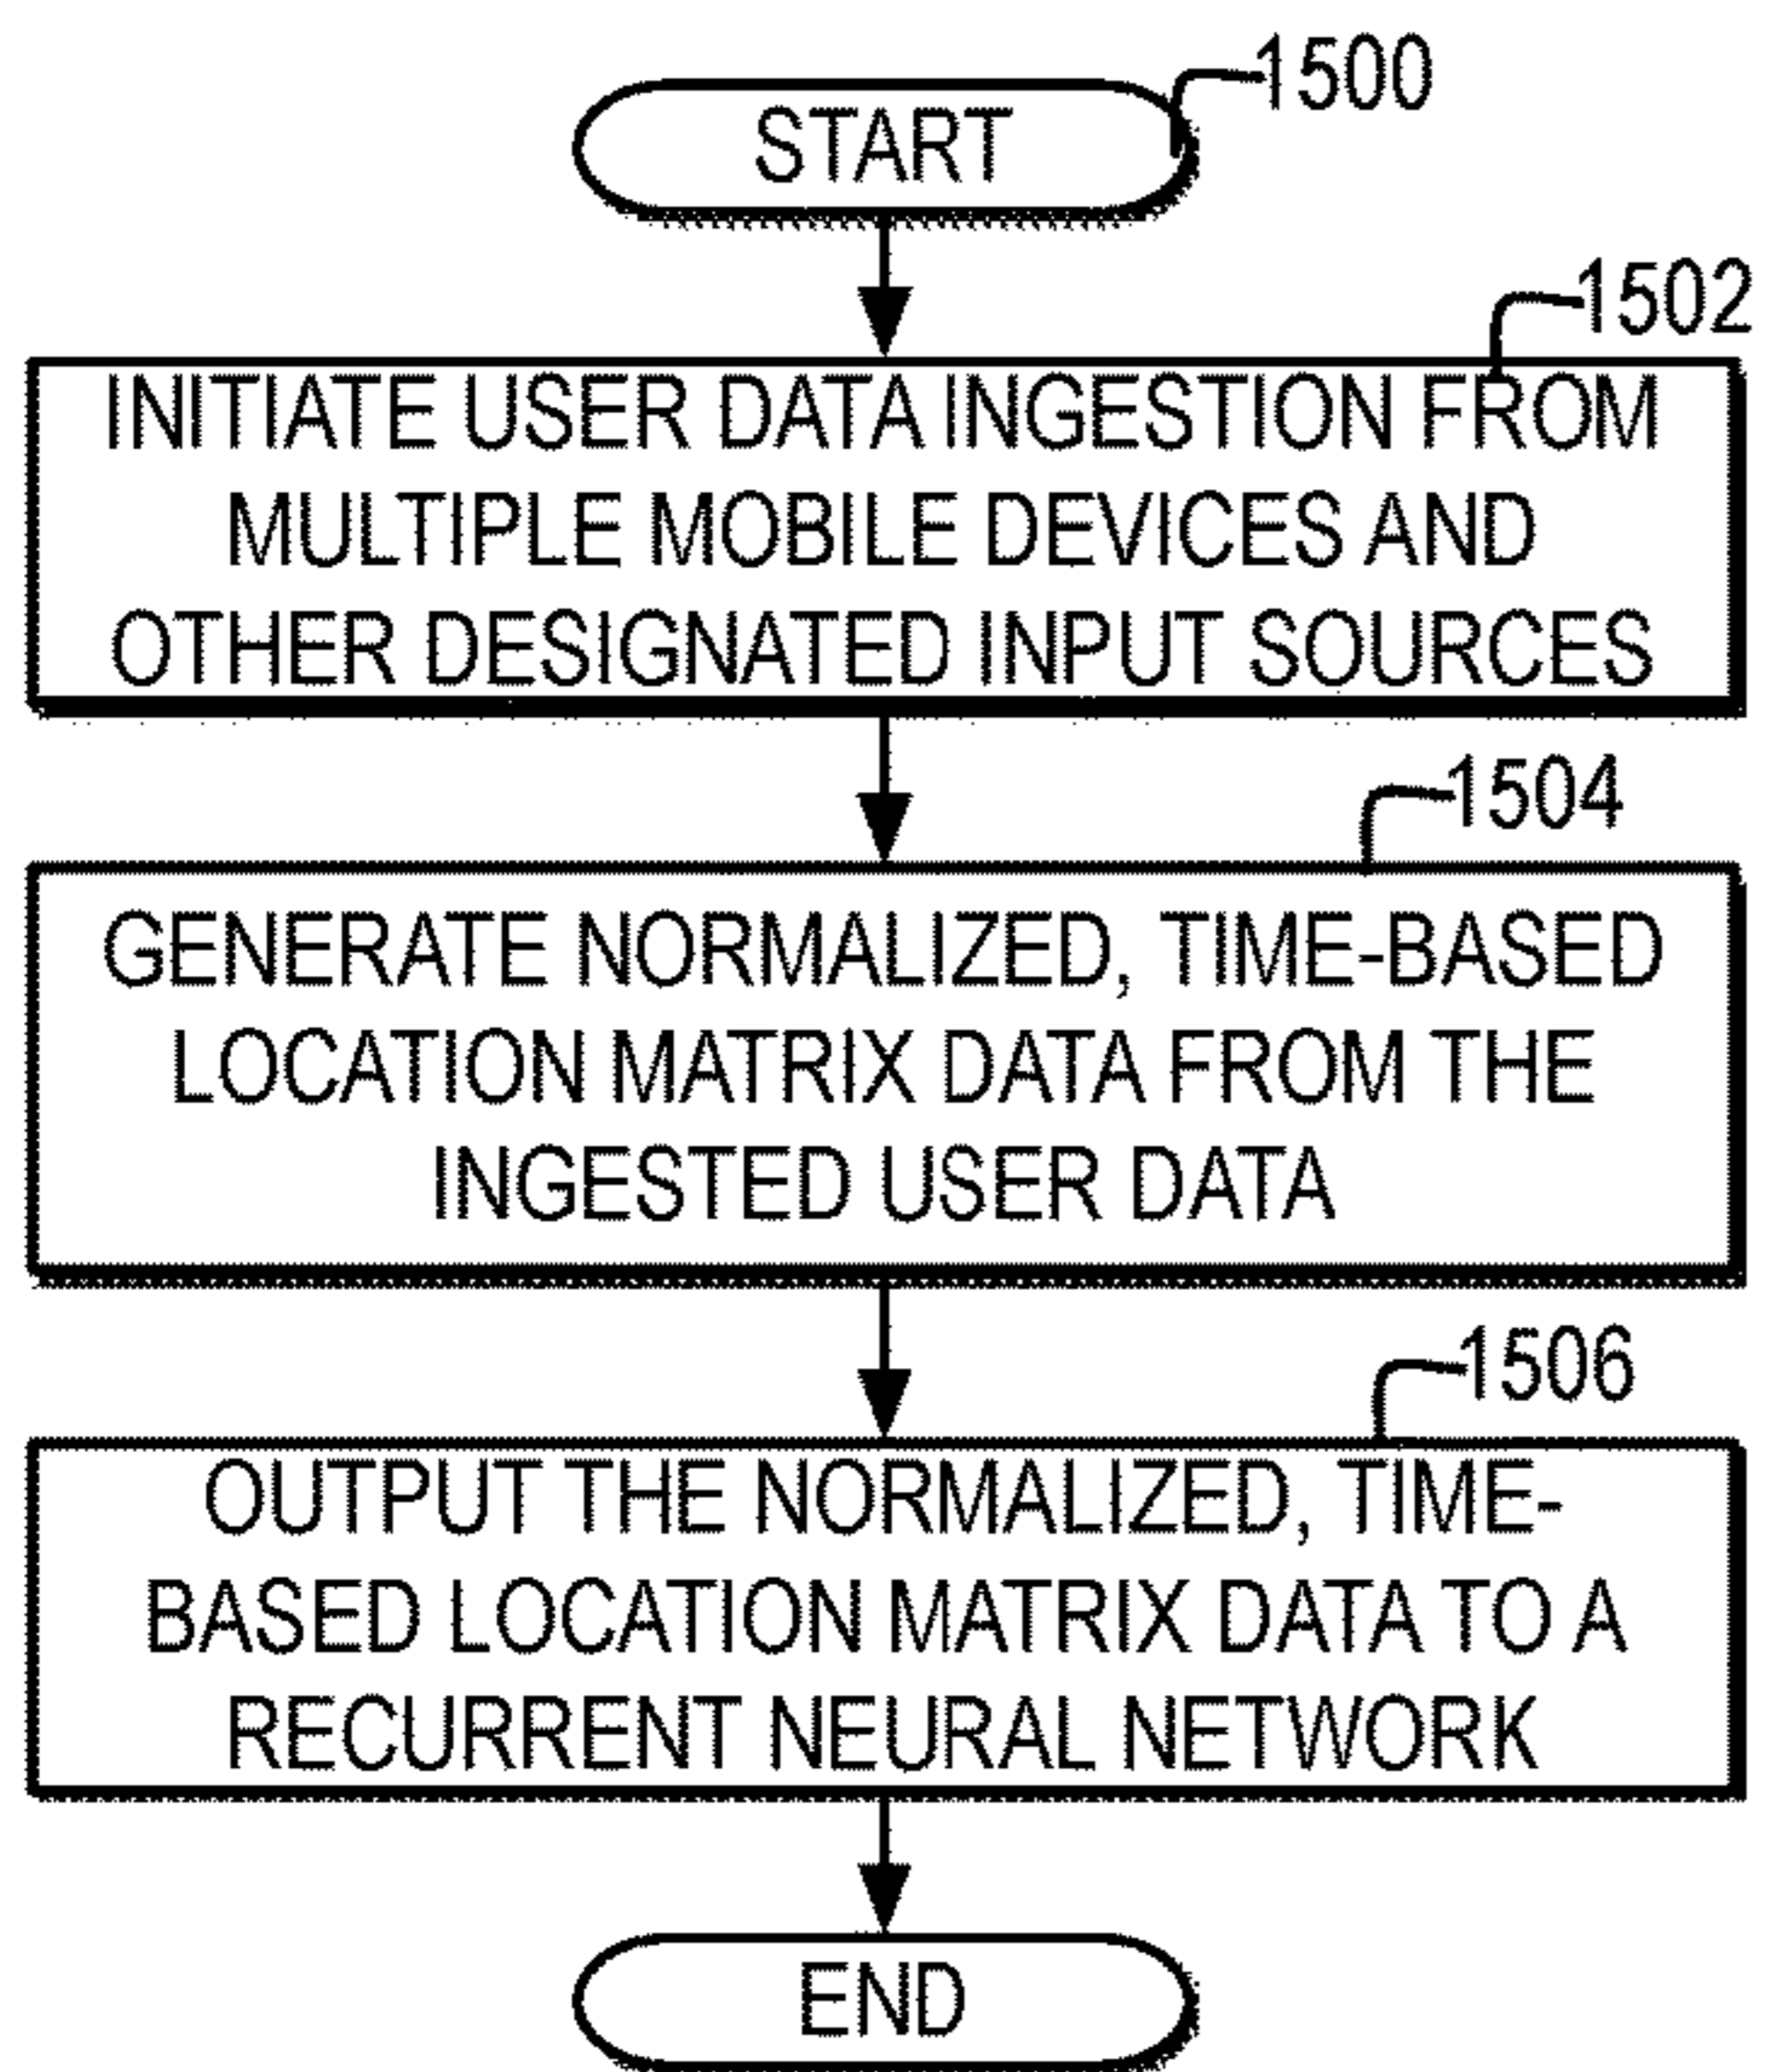 1500
START
1502
INITIATE USER DATA INGESTION FROM
MULTIPLE MOBILE DEVICES AND
OTHER DESIGNATED INPUT SOURCES
1504
GENERATE NORMALIZED, TIME-BASED
LOCATION MATRIX DATA FROM THE
INGESTED USER DATA
1506
OUTPUT THE NORMALIZED, TIME-
BASED LOCATION MATRIX DATA TO A
RECURRENT NEURAL NETWORK
END